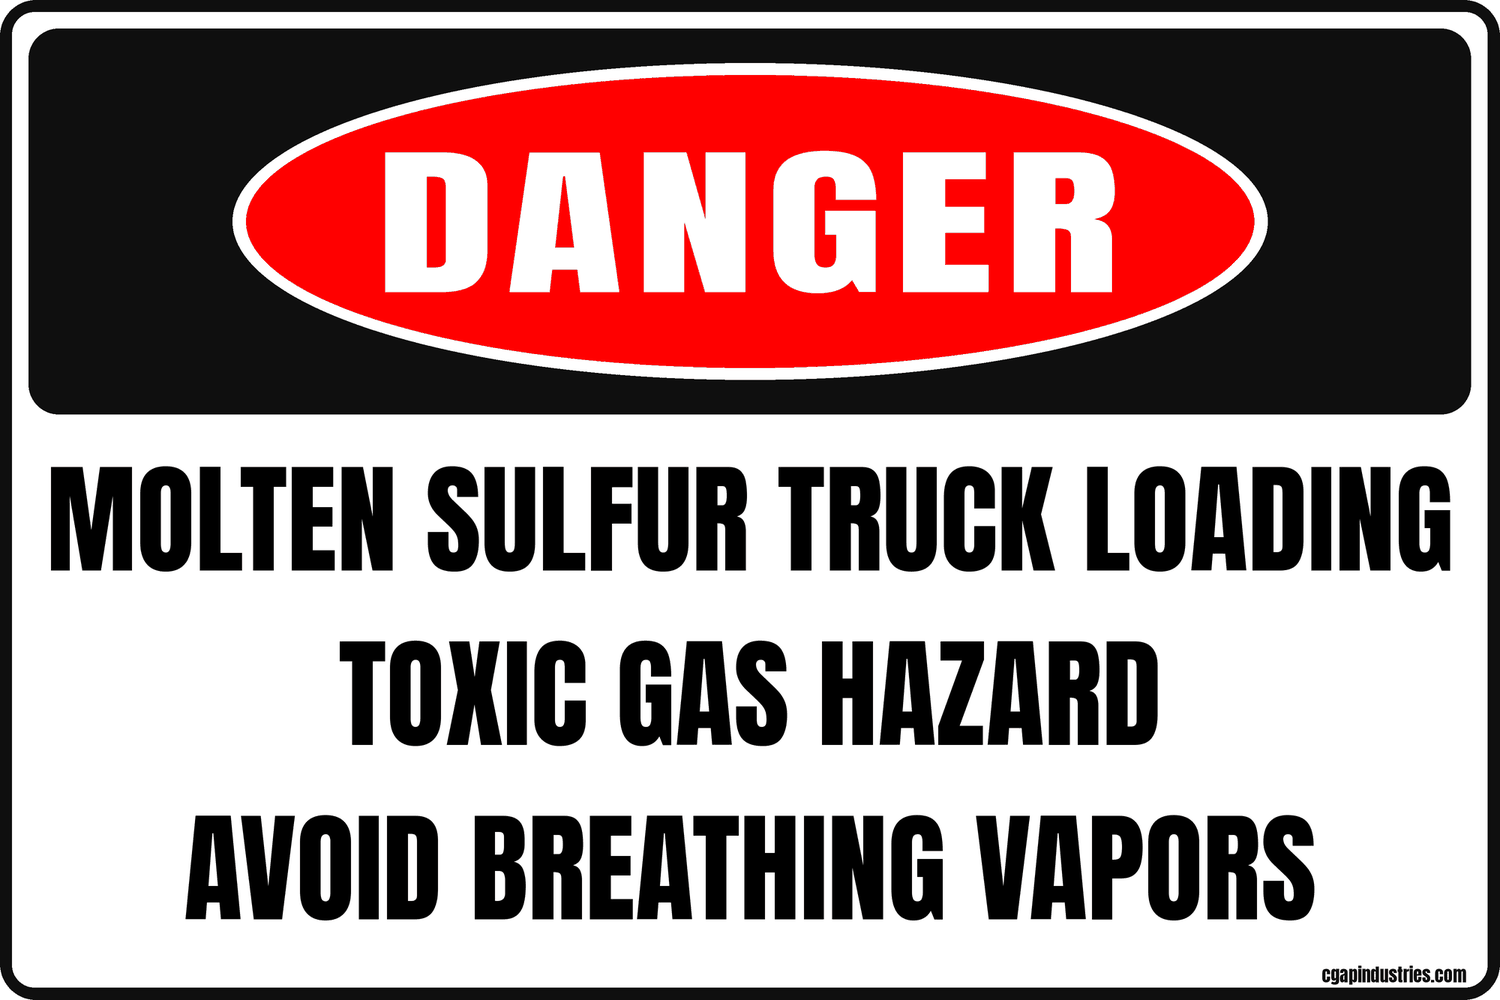 DANGER
MOLTEN SULFUR TRUCK LOADING
TOXIC GAS HAZARD
AVOID BREATHING VAPORS
cgapindustries.com